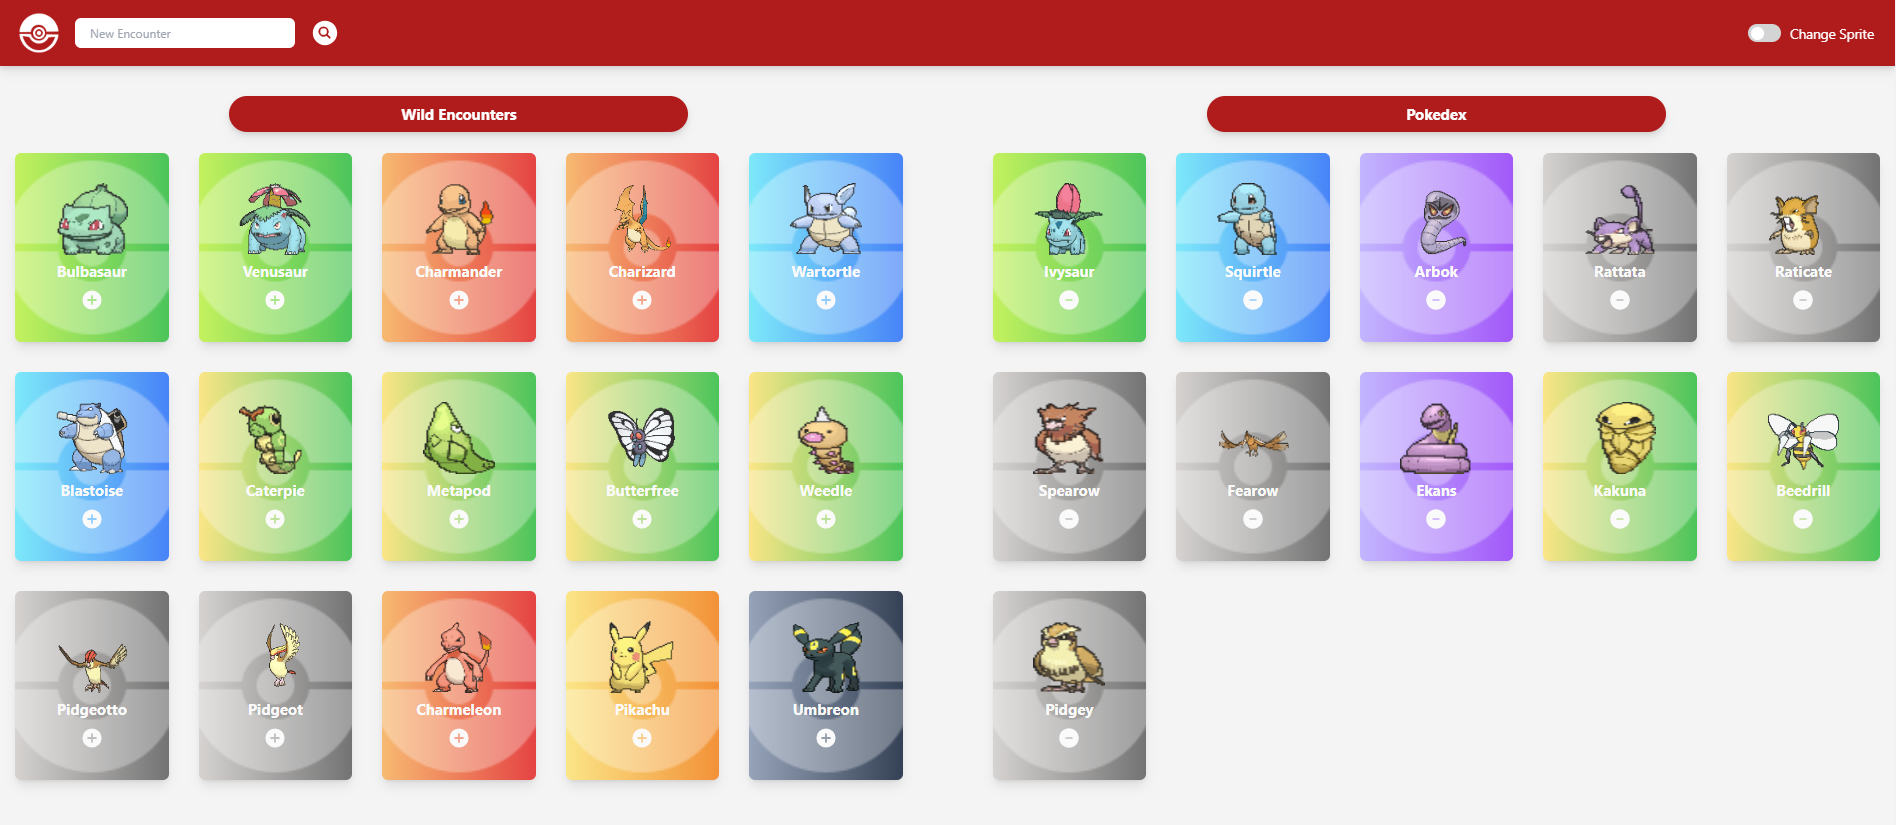 New Encounter
Change Sprite
Wild Encounters
Bulbasaur
Venusaur
Charmander
Charizard
Wartortle
Blastoise
Caterpie
Metapod
Butterfree
Weedle
Pidgeotto
Pidgeot
Charmeleon
Pikachu
Umbreon
Pokedex
Ivysaur
Squirtle
Arbok
Rattata
Raticate
Spearow
Fearow
Ekans
Kakuna
Beedrill
Pidgey